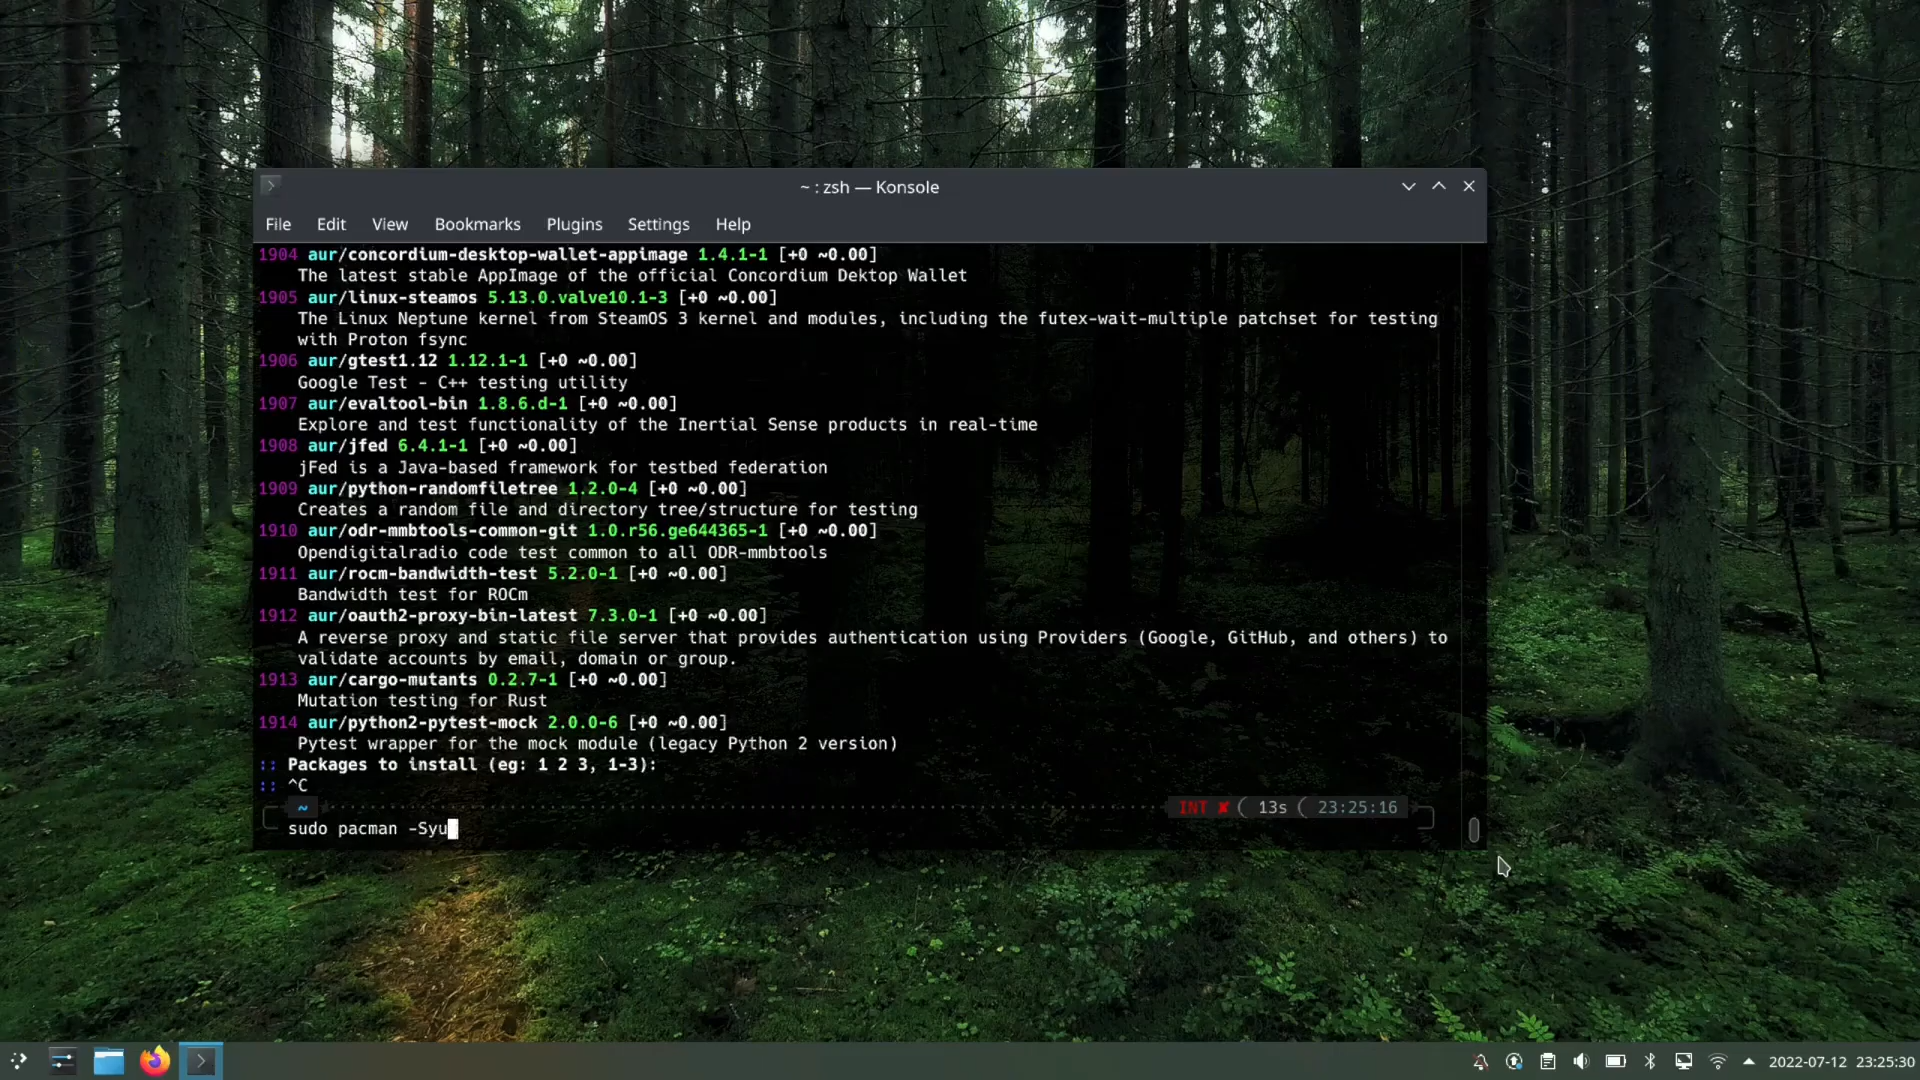 ~ : zsh — Konsole
File Edit View Bookmarks Plugins Settings Help
1904 aur/concordium-desktop-wallet-appimage 1.4.1-1 [+0 ~0.00]
The latest stable AppImage of the official Concordium Dektop Wallet
1905 aur/linux-steamos 5.13.0.valve10.1-3 [+0 ~0.00]
The Linux Neptune kernel from SteamOS 3 kernel and modules, including the futex-wait-multiple patchset for testing
with Proton fsync
1906 aur/gtest1.12 1.12.1-1 [+0 ~0.00]
Google Test - C++ testing utility
1907 aur/evaltool-bin 1.8.6.d-1 [+0 ~0.00]
Explore and test functionality of the Inertial Sense products in real-time
1908 aur/jfed 6.4.1-1 [+0 ~0.00]
jFed is a Java-based framework for testbed federation
1909 aur/python-randomfiletree 1.2.0-4 [+0 ~0.00]
Creates a random file and directory tree/structure for testing
1910 aur/odr-mmbtools-common-git 1.0.r56.ge644365-1 [+0 ~0.00]
Opendigitalradio code test common to all ODR-mmbtools
1911 aur/rocm-bandwidth-test 5.2.0-1 [+0 ~0.00]
Bandwidth test for ROCm
1912 aur/oauth2-proxy-bin-latest 7.3.0-1 [+0 ~0.00]
A reverse proxy and static file server that provides authentication using Providers (Google, GitHub, and others) to
validate accounts by email, domain or group.
1913 aur/cargo-mutants 0.2.7-1 [+0 ~0.00]
Mutation testing for Rust
1914 aur/python2-pytest-mock 2.0.0-6 [+0 ~0.00]
Pytest wrapper for the mock module (legacy Python 2 version)
:: Packages to install (eg: 1 2 3, 1-3):
:: ^C
~ INT ✘ ( 13s ( 23:25:16
sudo pacman -Syu
2022-07-12 23:25:30